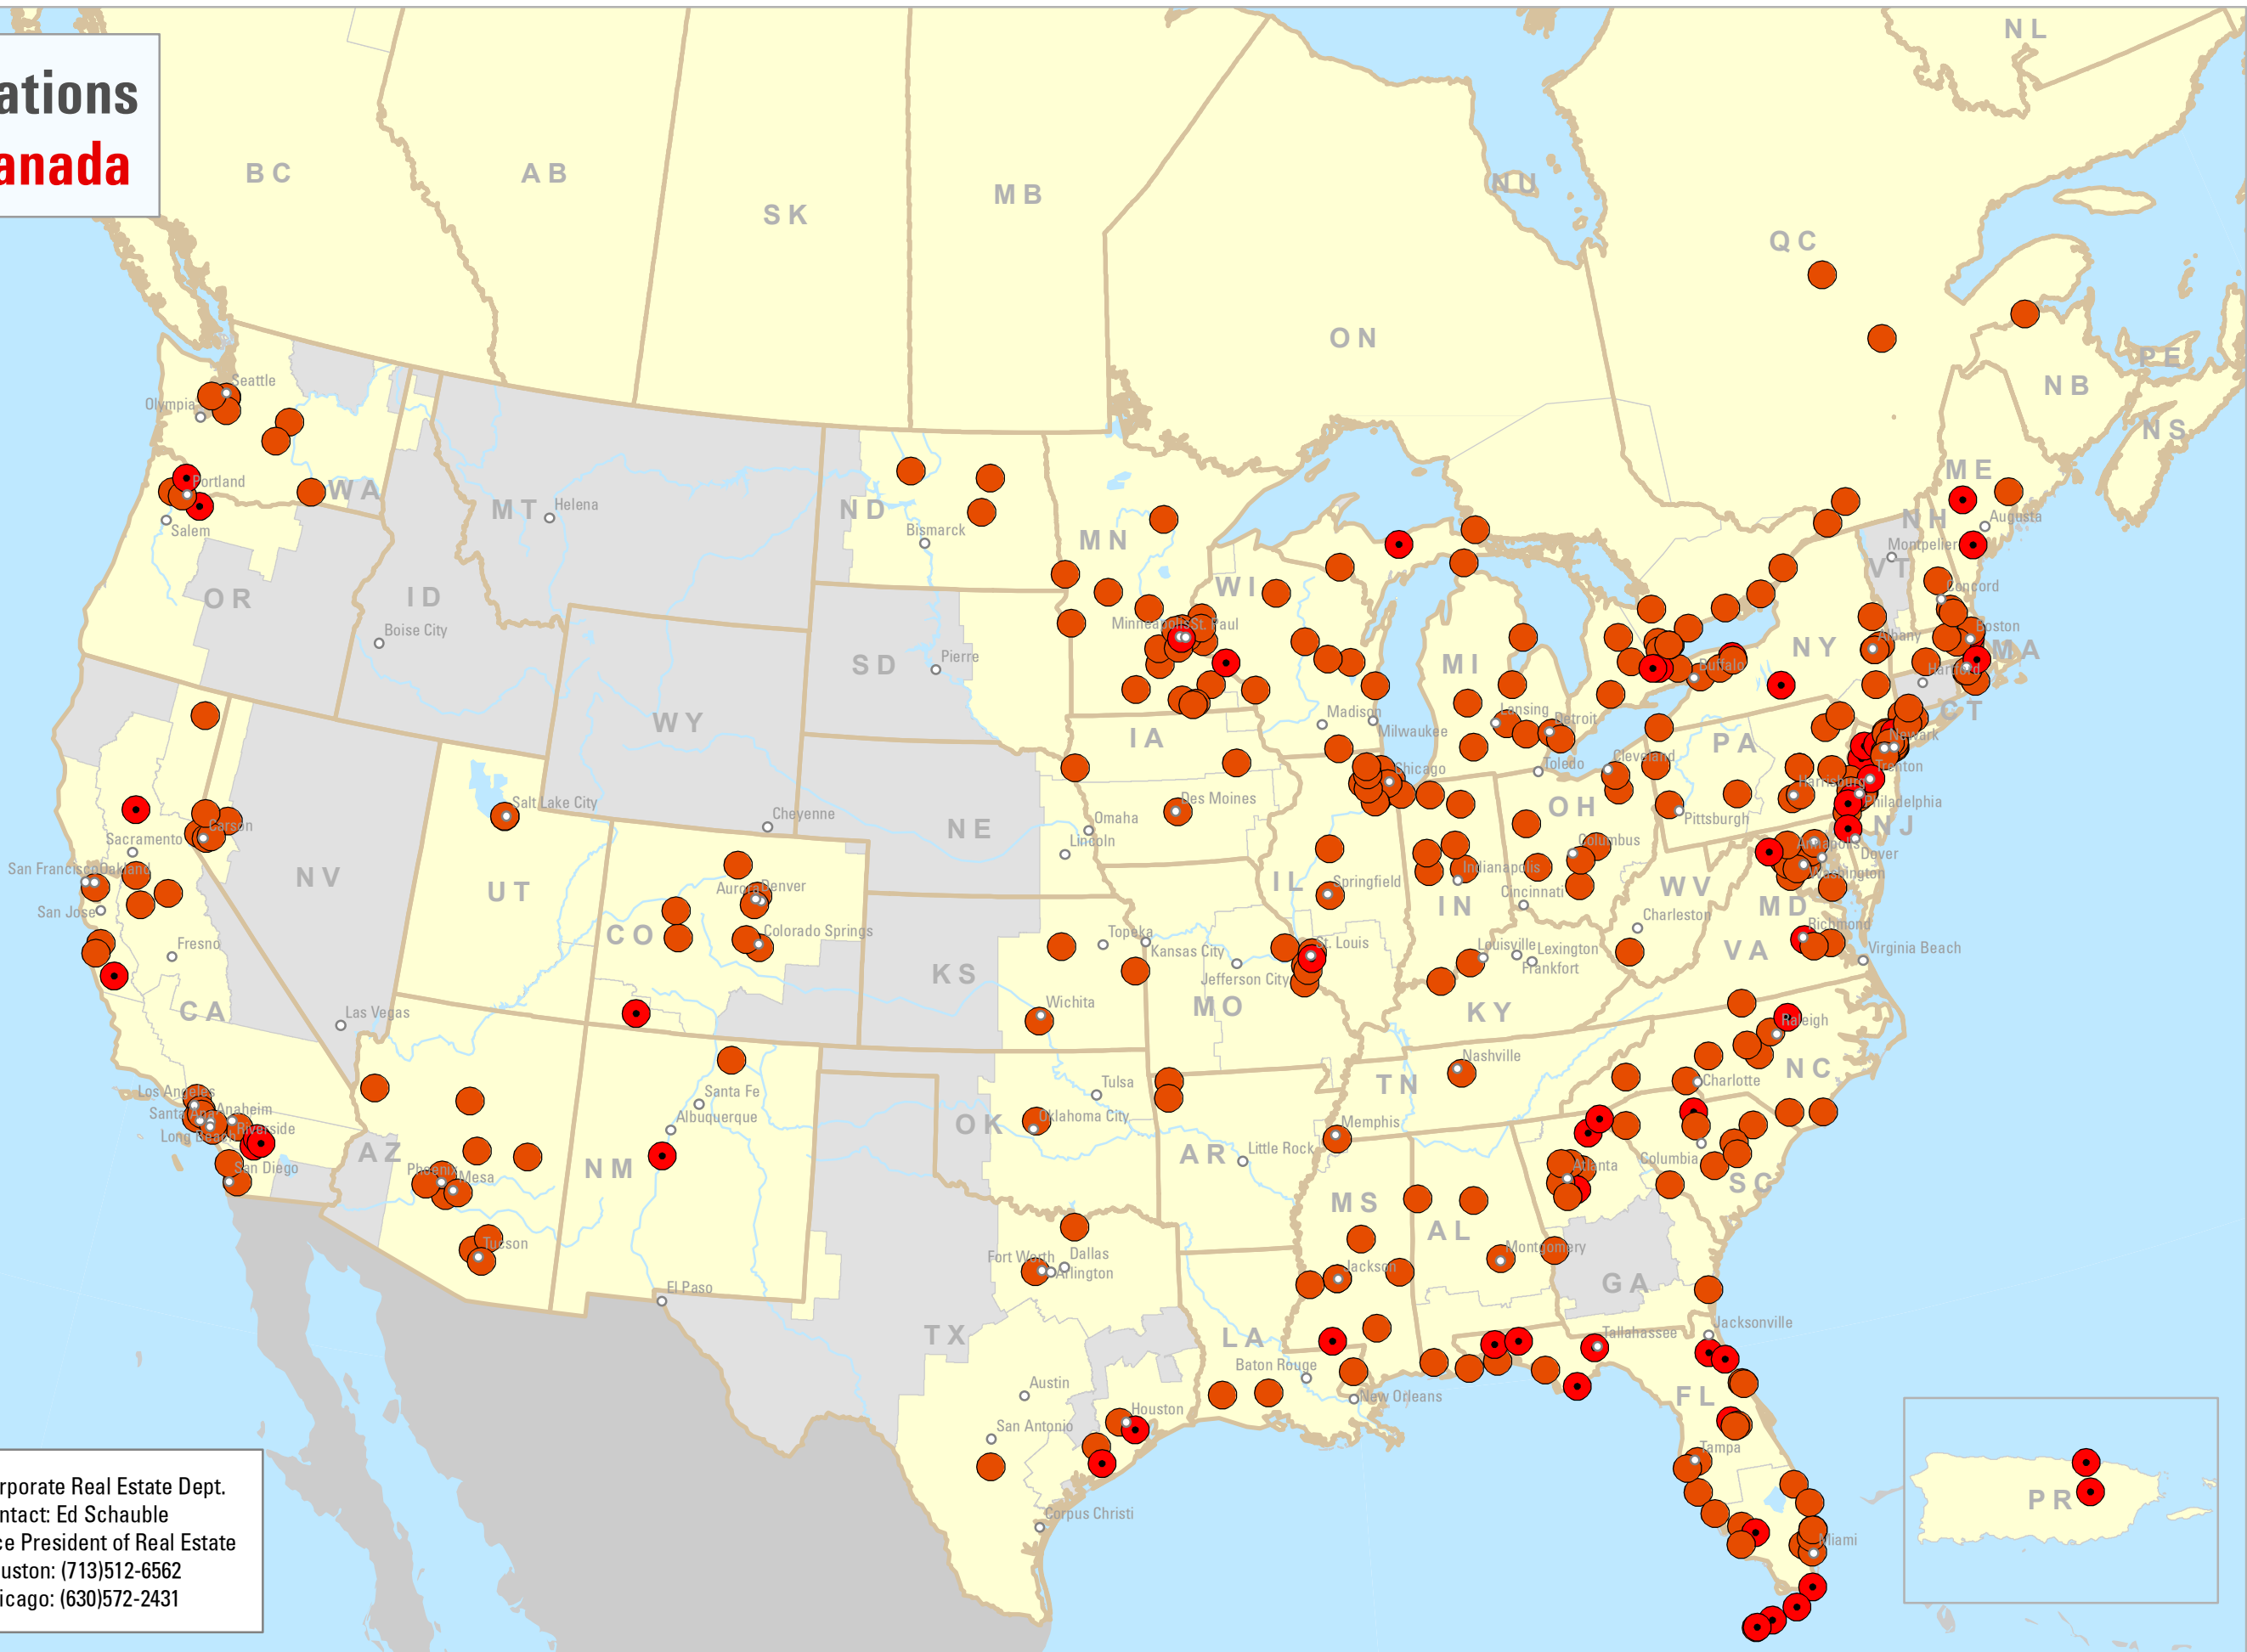 ations
anada
NL
BC
AB
SK
MB
NU
ON
QC
PE
NB
NS
Seattle
Olympia
WA
Portland
Salem
OR
ID
Boise City
MT
Helena
ND
Bismarck
MN
Minneapolis
St. Paul
WI
MI
ME
Augusta
NH
Montpelier
VT
Concord
Boston
MA
Albany
NY
Buffalo
Hartford
CT
SD
Pierre
WY
Cheyenne
Madison
Milwaukee
Lansing
Detroit
IA
Des Moines
Chicago
Toledo
Cleveland
PA
Newark
Trenton
Harrisburg
Philadelphia
Pittsburgh
NJ
OH
Columbus
Salt Lake City
UT
NV
Carson
Sacramento
San Francisco
Oakland
San Jose
Fresno
CA
Las Vegas
NE
Omaha
Lincoln
IL
Springfield
IN
Indianapolis
Cincinnati
WV
Charleston
Annapolis
Dover
Washington
MD
Aurora
Denver
CO
Colorado Springs
KS
Topeka
Kansas City
Wichita
Jefferson City
St. Louis
MO
Louisville
Lexington
Frankfort
KY
VA
Richmond
Virginia Beach
Los Angeles
Santa Ana
Anaheim
Long Beach
Riverside
San Diego
AZ
Phoenix
Mesa
Tucson
Santa Fe
Albuquerque
NM
El Paso
OK
Tulsa
Oklahoma City
AR
Little Rock
TN
Nashville
Memphis
NC
Raleigh
Charlotte
Columbia
SC
Atlanta
GA
MS
Jackson
AL
Montgomery
Fort Worth
Dallas
Arlington
TX
Austin
San Antonio
Houston
Corpus Christi
LA
Baton Rouge
New Orleans
Tallahassee
Jacksonville
FL
Tampa
Miami
PR
rporate Real Estate Dept.
ntact: Ed Schauble
ce President of Real Estate
uston: (713)512-6562
icago: (630)572-2431